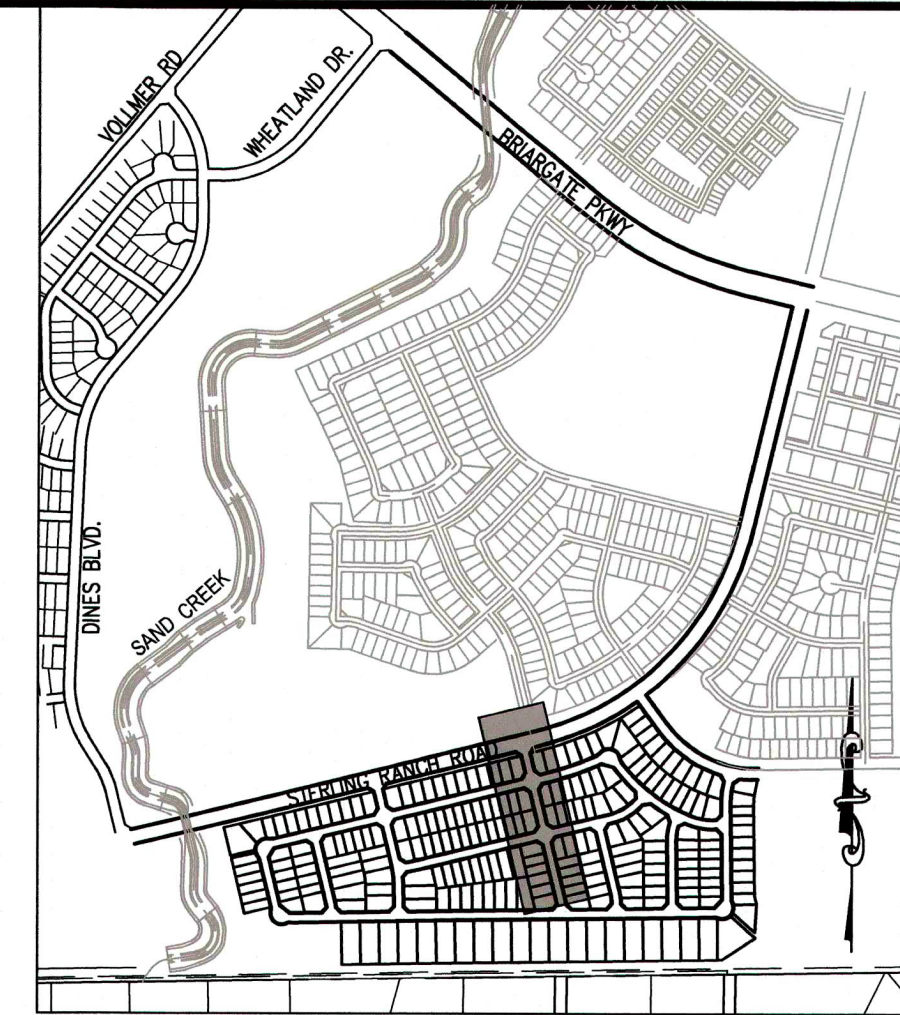 VOLLMER RD
WHEATLAND DR.
BRIARGATE PKWY
DINES BLVD.
SAND CREEK
STERLING RANCH ROAD